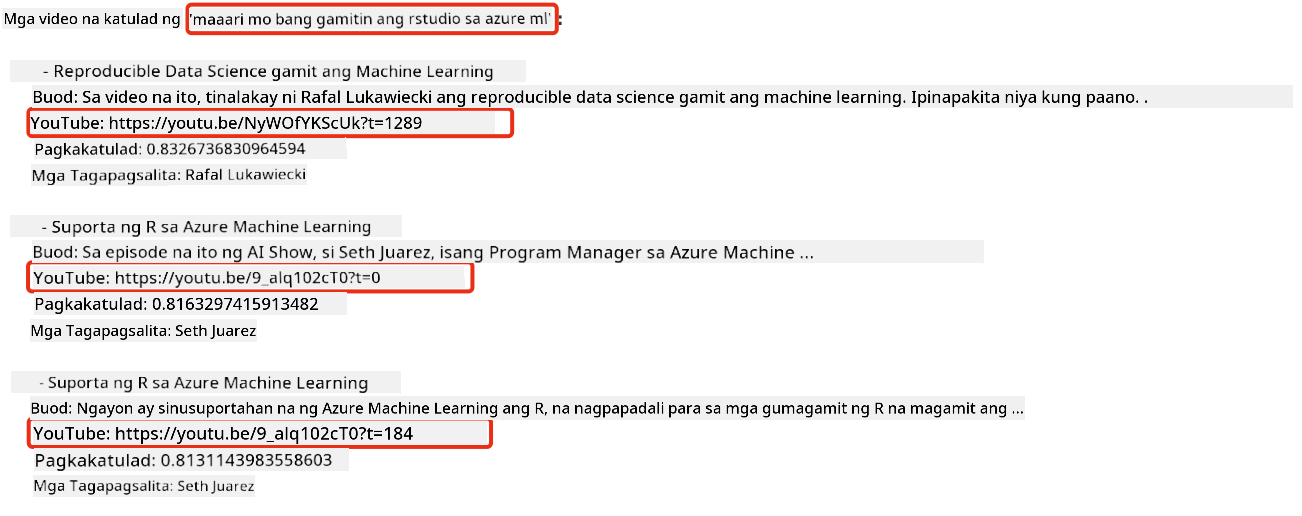 Mga video na katulad ng 'maaari mo bang gamitin ang rstudio sa azure ml':
- Reproducible Data Science gamit ang Machine Learning
Buod: Sa video na ito, tinalakay ni Rafal Lukawiecki ang reproducible data science gamit ang machine learning. Ipinapakita niya kung paano. .
YouTube: https://youtu.be/NyWOfYKScUk?t=1289
Pagkakatulad: 0.8326736830964594
Mga Tagapagsalita: Rafal Lukawiecki
- Suporta ng R sa Azure Machine Learning
Buod: Sa episode na ito ng AI Show, si Seth Juarez, isang Program Manager sa Azure Machine ...
YouTube: https://youtu.be/9_alq102cT0?t=0
Pagkakatulad: 0.8163297415913482
Mga Tagapagsalita: Seth Juarez
- Suporta ng R sa Azure Machine Learning
Buod: Ngayon ay sinusuportahan na ng Azure Machine Learning ang R, na nagpapadali para sa mga gumagamit ng R na magamit ang ...
YouTube: https://youtu.be/9_alq102cT0?t=184
Pagkakatulad: 0.8131143983558603
Mga Tagapagsalita: Seth Juarez